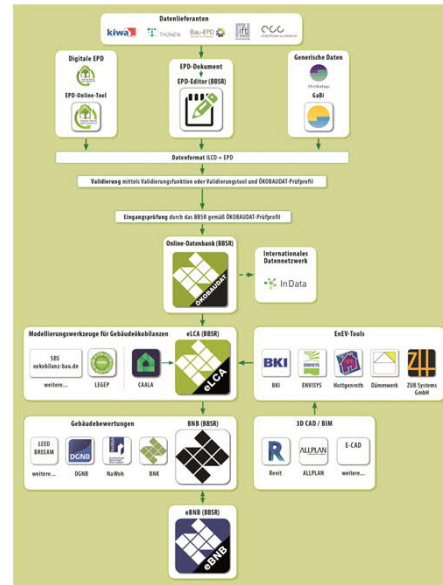 Datenlieferanten
kiwa
THÜNEN
Bau-EPD
ift
ecc
Digitale EPD
EPD-Online-Tool
EPD-Dokument
EPD-Editor (BBSR)
Generische Daten
GaBi
Datenformat ILCD + EPD
Validierung mittels Validierungsfunktion oder Validierungstool und ÖKOBAUDAT-Prüfprofil
Eingangsprüfung durch das BBSR gemäß ÖKOBAUDAT-Prüfprofil
Online-Datenbank (BBSR)
ÖKOBAUDAT
Internationales
Datennetzwerk
InData
Modellierungswerkzeuge für Gebäudeökobilanzen
SBS
oekobilanz-bau.de
weitere...
LEGEP
CAALA
eLCA (BBSR)
eLCA
EnEV-Tools
BKI
BKI
ENVISYS
ENVISYS
Hottgenroth
Dämmwerk
ZUB Systems
GmbH
Gebäudebewertungen
LEED
BREEAM
weitere...
DGNB
DGNB
NaWoh
BNK
BNB (BBSR)
BNB
3D CAD / BIM
R
Revit
ALLPLAN
ALLPLAN
E-CAD
weitere...
eBNB (BBSR)
eBNB